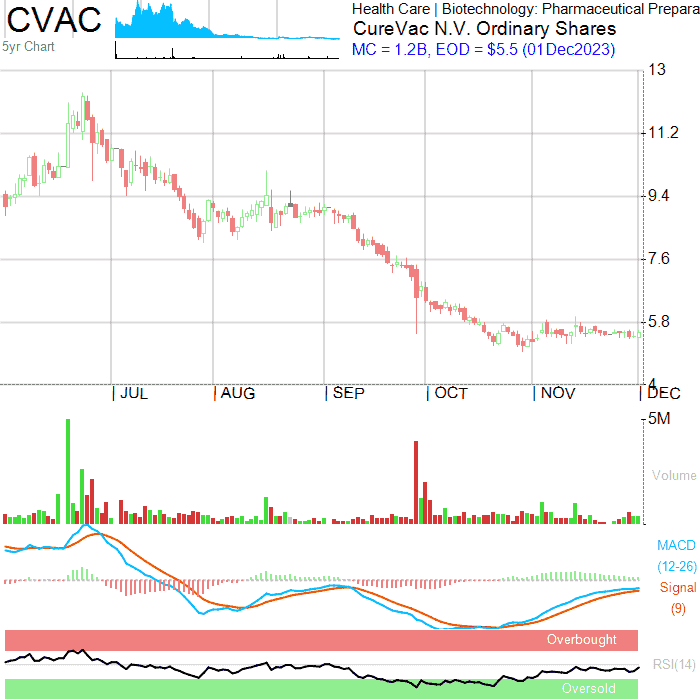 CVAC
5yr Chart
Health Care | Biotechnology: Pharmaceutical Prepara
CureVac N.V. Ordinary Shares
MC = 1.2B, EOD = $5.5 (01Dec2023)
13
11.2
9.4
7.6
5.8
4
JUL AUG SEP OCT NOV DEC
5M
Volume
MACD
(12-26)
Signal
(9)
Overbought
RSI(14)
Oversold